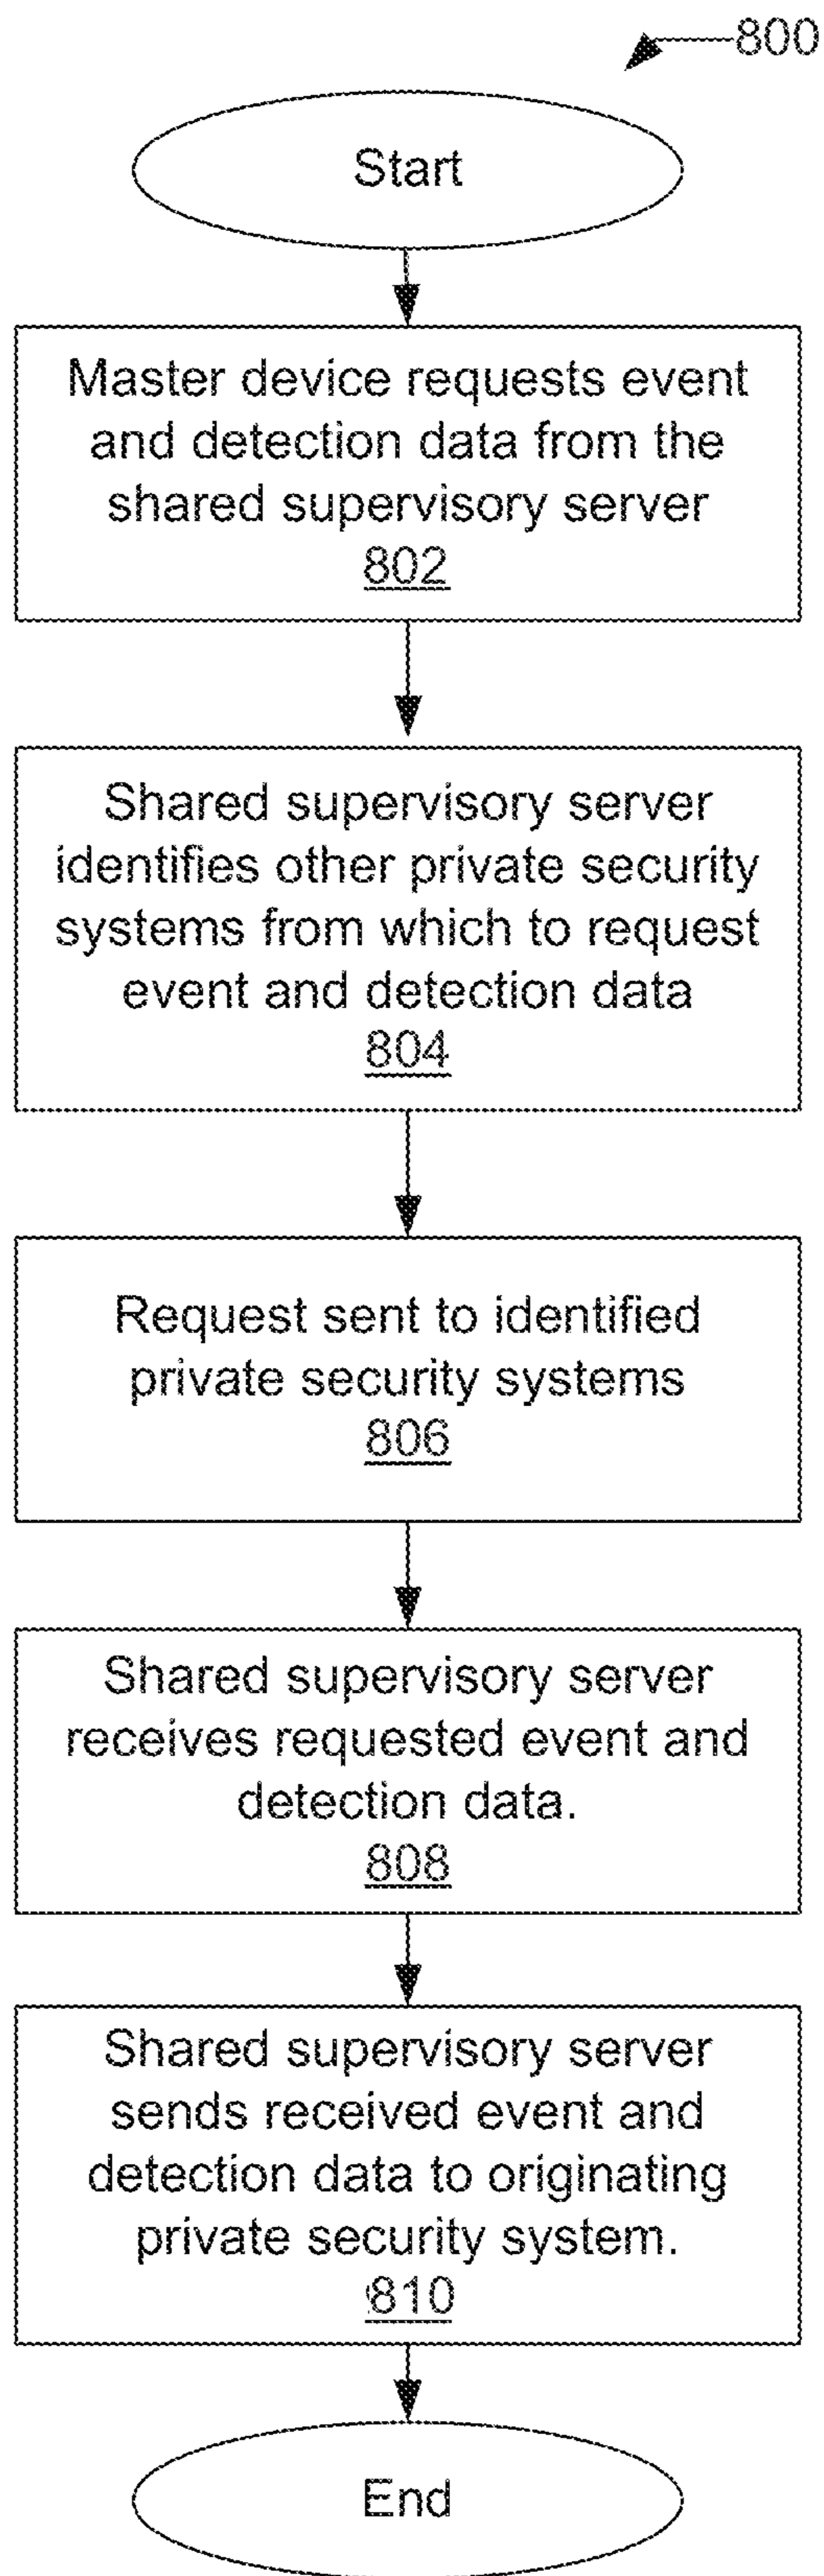 800
Start
Master device requests event
and detection data from the
shared supervisory server
802
Shared supervisory server
identifies other private security
systems from which to request
event and detection data
804
Request sent to identified
private security systems
806
Shared supervisory server
receives requested event and
detection data.
808
Shared supervisory server
sends received event and
detection data to originating
private security system.
810
End